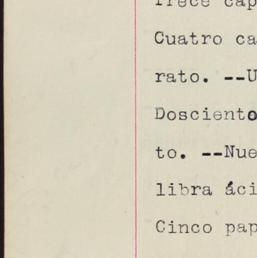 Trece cap
Cuatro ca
rato. --U
Dosciento
to. --Nue
libra áci
Cinco pap